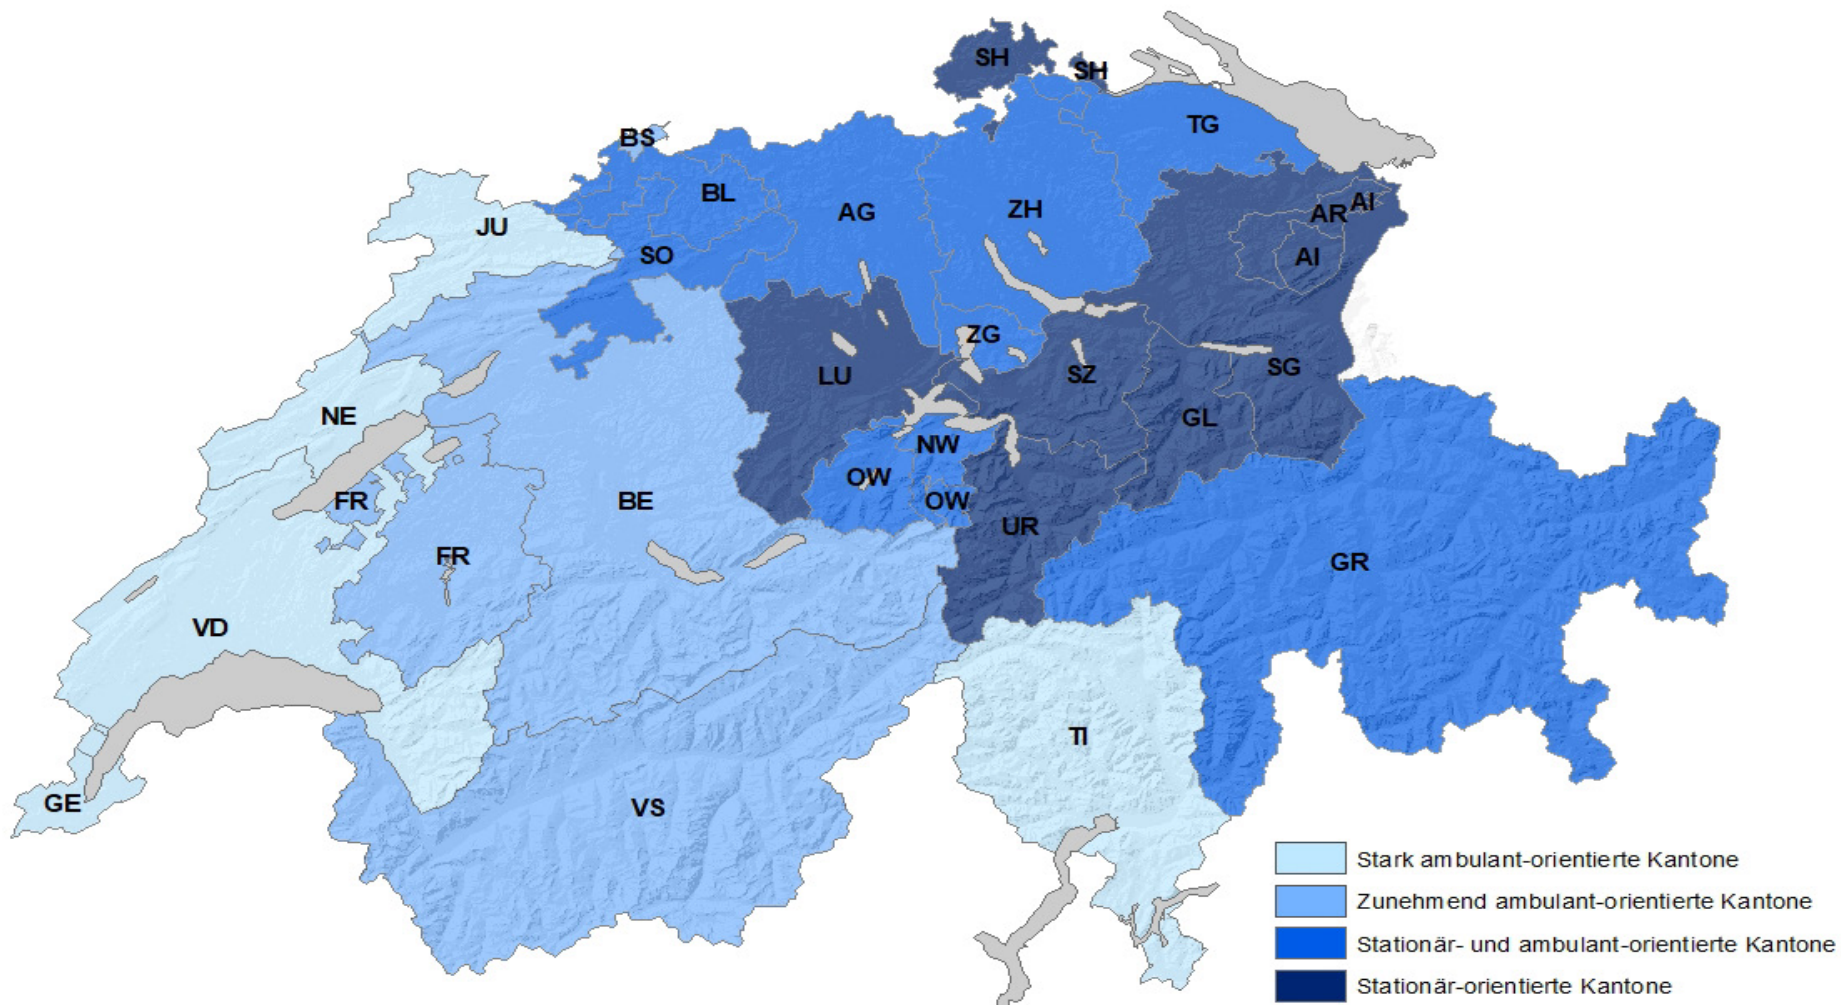 SH
SH
TG
BS
BL
AG
ZH
AR
AI
JU
SO
AI
ZG
LU
SZ
SG
NE
GL
NW
OW
OW
FR
BE
UR
FR
GR
VD
TI
GE
VS
Stark ambulant-orientierte Kantone
Zunehmend ambulant-orientierte Kantone
Stationär- und ambulant-orientierte Kantone
Stationär-orientierte Kantone